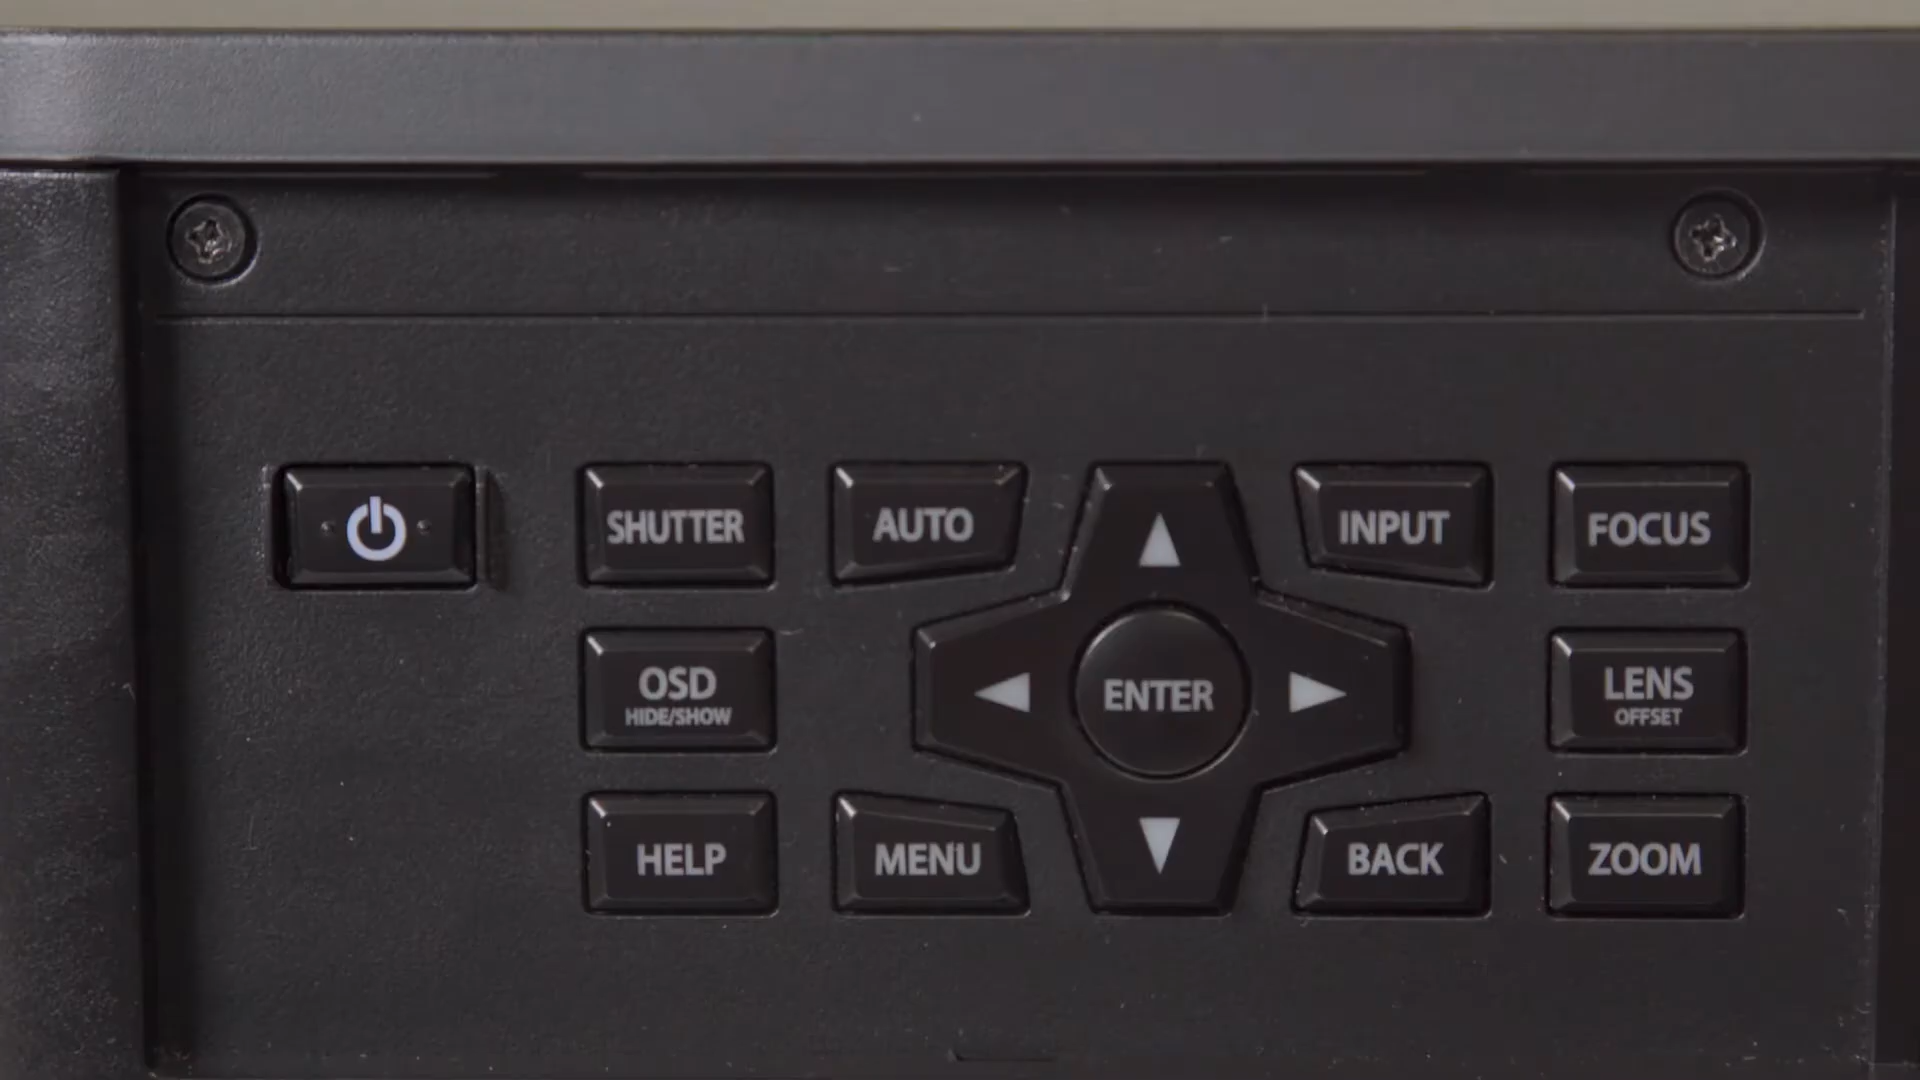 SHUTTER
AUTO
INPUT
FOCUS
OSD
HIDE/SHOW
ENTER
LENS
OFFSET
HELP
MENU
BACK
ZOOM